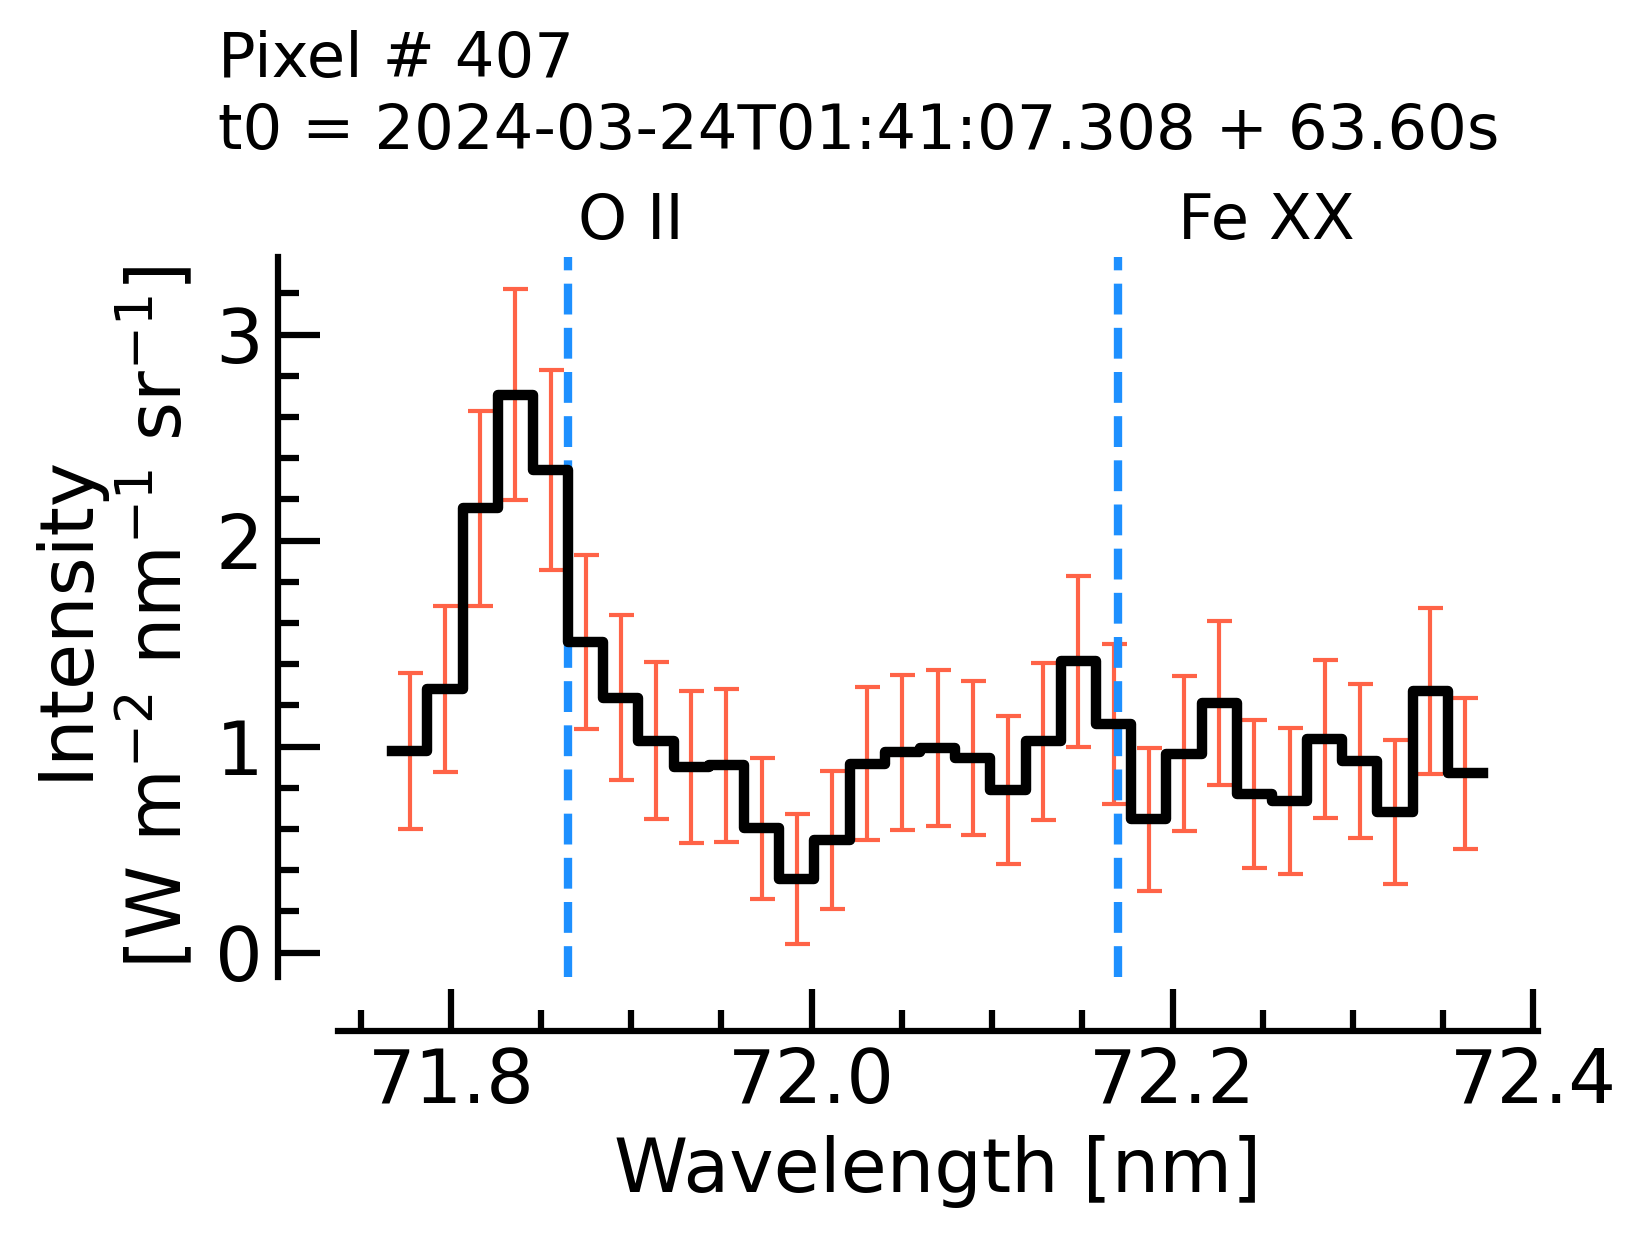 Pixel # 407
t0 = 2024-03-24T01:41:07.308 + 63.60s
O II
Fe XX
Intensity
[W m⁻² nm⁻¹ sr⁻¹]
3
2
1
0
71.8
72.0
72.2
72.4
Wavelength [nm]